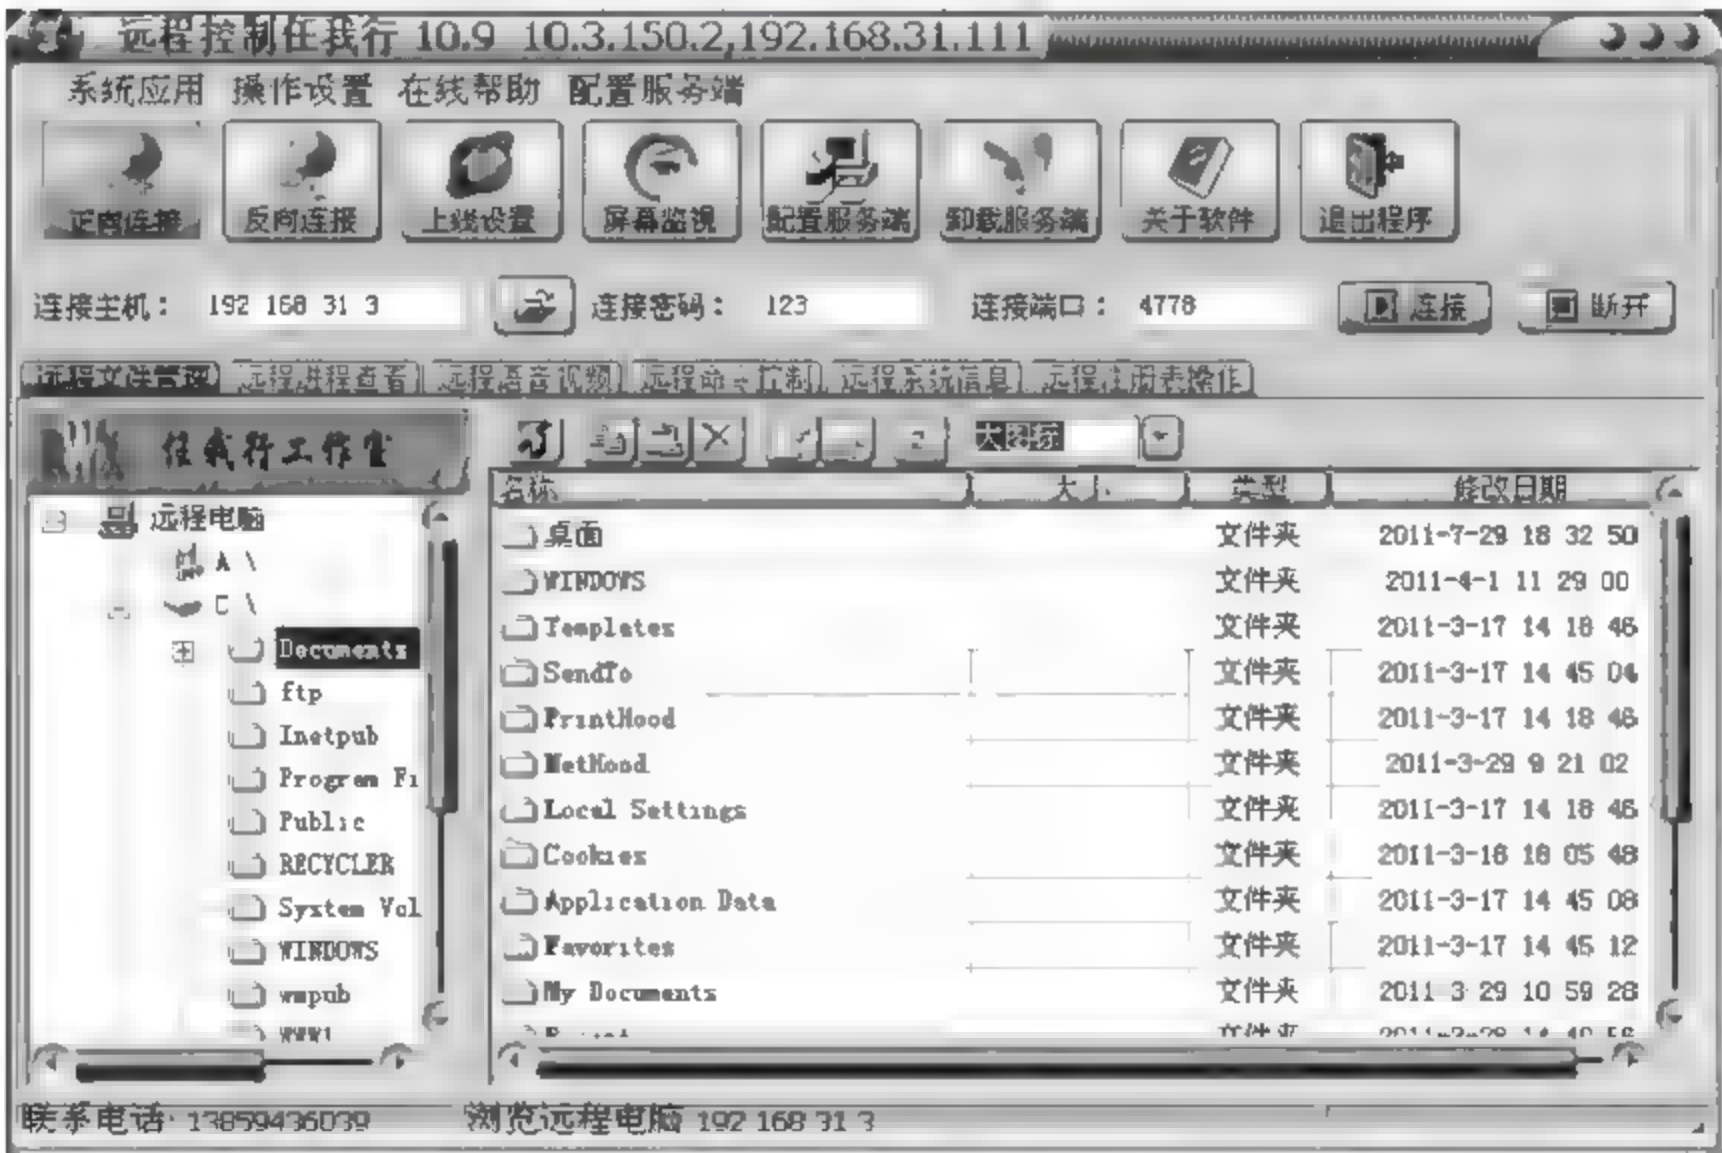 远程控制任我行 10.9 10.3.150.2,192.168.31.111
系统应用 操作设置 在线帮助 配置服务端
正向连接 反向连接 上线设置 屏幕监视 配置服务端 卸载服务端 关于软件 退出程序
连接主机： 192 168 31 3 连接密码： 123 连接端口： 4778 连接 断开
远程文件管理 远程进程查看 远程语音视频 远程命令控制 远程系统信息 远程注册表操作
任我行工作室 大图标
名称 大小 类型 修改日期
远程电脑
A \
C \
Documents
ftp
Inetpub
Program Fi
Public
RECYCLER
System Vol
WINDOWS
wmpub
WWW1
桌面 文件夹 2011-7-29 18 32 50
WINDOWS 文件夹 2011-4-1 11 29 00
Templates 文件夹 2011-3-17 14 18 46
SendTo 文件夹 2011-3-17 14 45 04
PrintHood 文件夹 2011-3-17 14 18 46
NetHood 文件夹 2011-3-29 9 21 02
Local Settings 文件夹 2011-3-17 14 18 46
Cookies 文件夹 2011-3-18 18 05 48
Application Data 文件夹 2011-3-17 14 45 08
Favorites 文件夹 2011-3-17 14 45 12
My Documents 文件夹 2011 3 29 10 59 28
文件夹
联系电话: 13859436039 浏览远程电脑 192 168 31 3